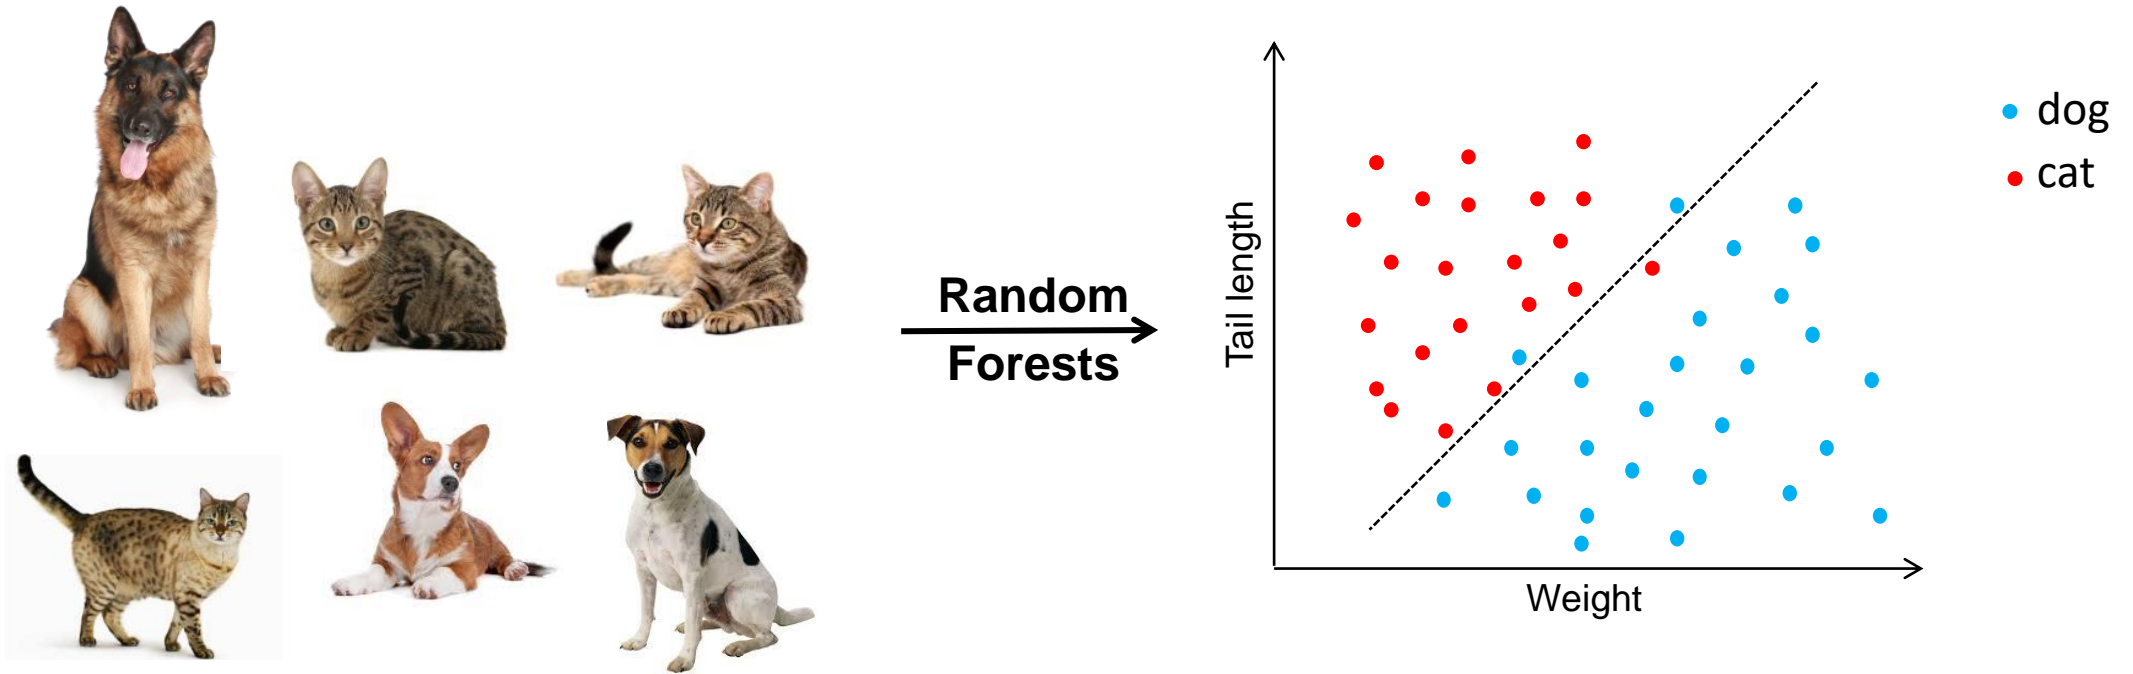 Random
Forests
Tail length
Weight
dog
cat